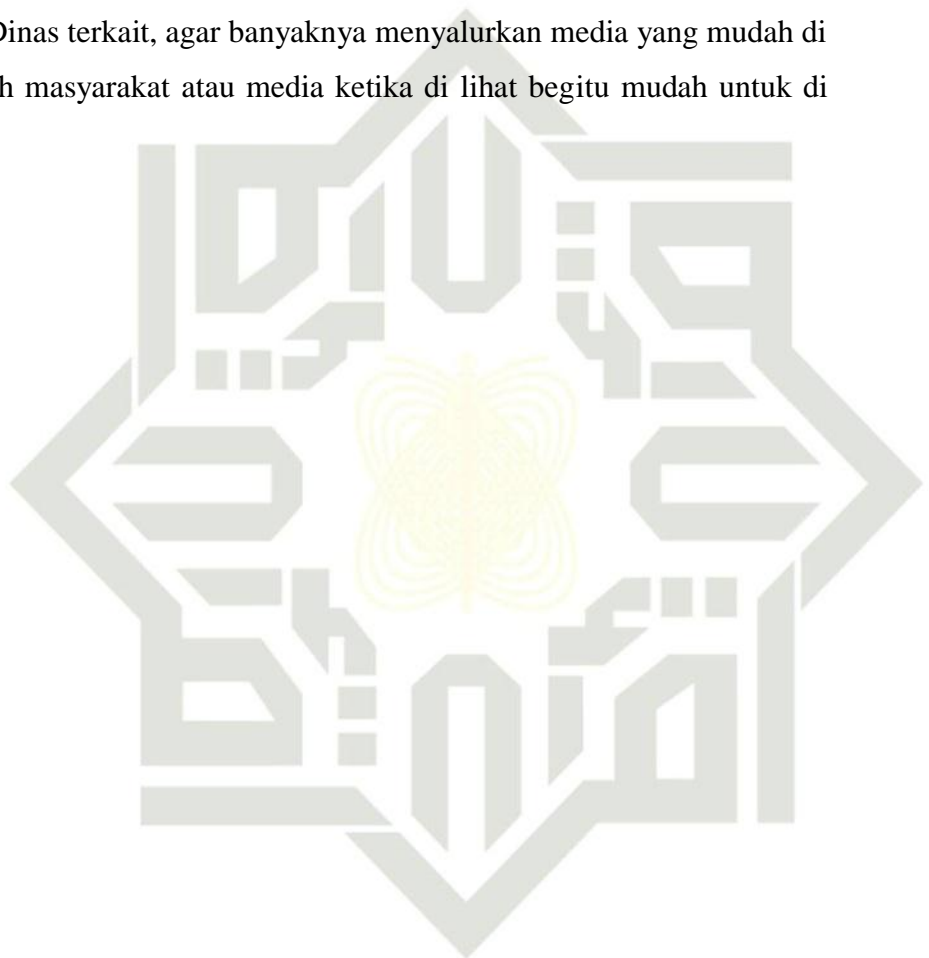 Dinas terkait, agar banyaknya menyalurkan media yang mudah di
h masyarakat atau media ketika di lihat begitu mudah untuk di